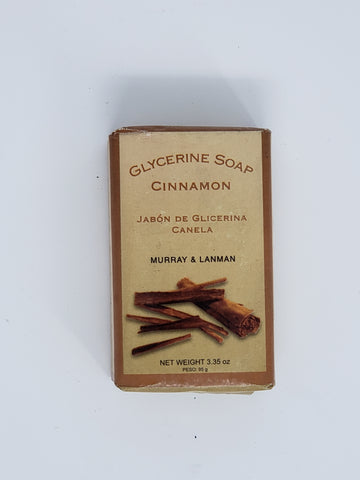 GLYCERINE SOAP
CINNAMON
JABÓN DE GLICERINA
CANELA
MURRAY & LANMAN
NET WEIGHT 3.35 oz
PESO: 95 g